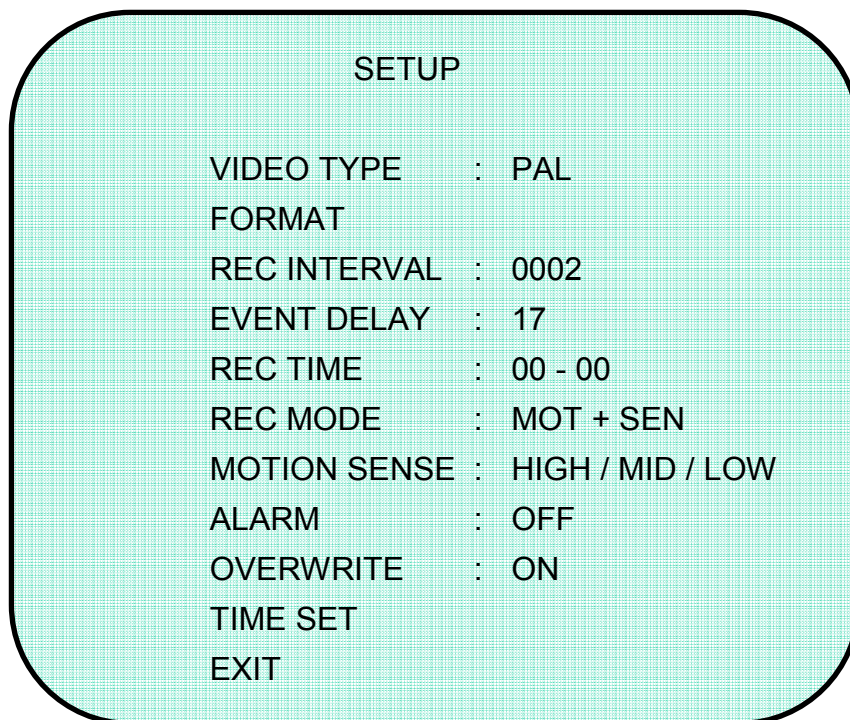 SETUP
VIDEO TYPE : PAL
FORMAT
REC INTERVAL : 0002
EVENT DELAY : 17
REC TIME : 00 - 00
REC MODE : MOT + SEN
MOTION SENSE : HIGH / MID / LOW
ALARM : OFF
OVERWRITE : ON
TIME SET
EXIT